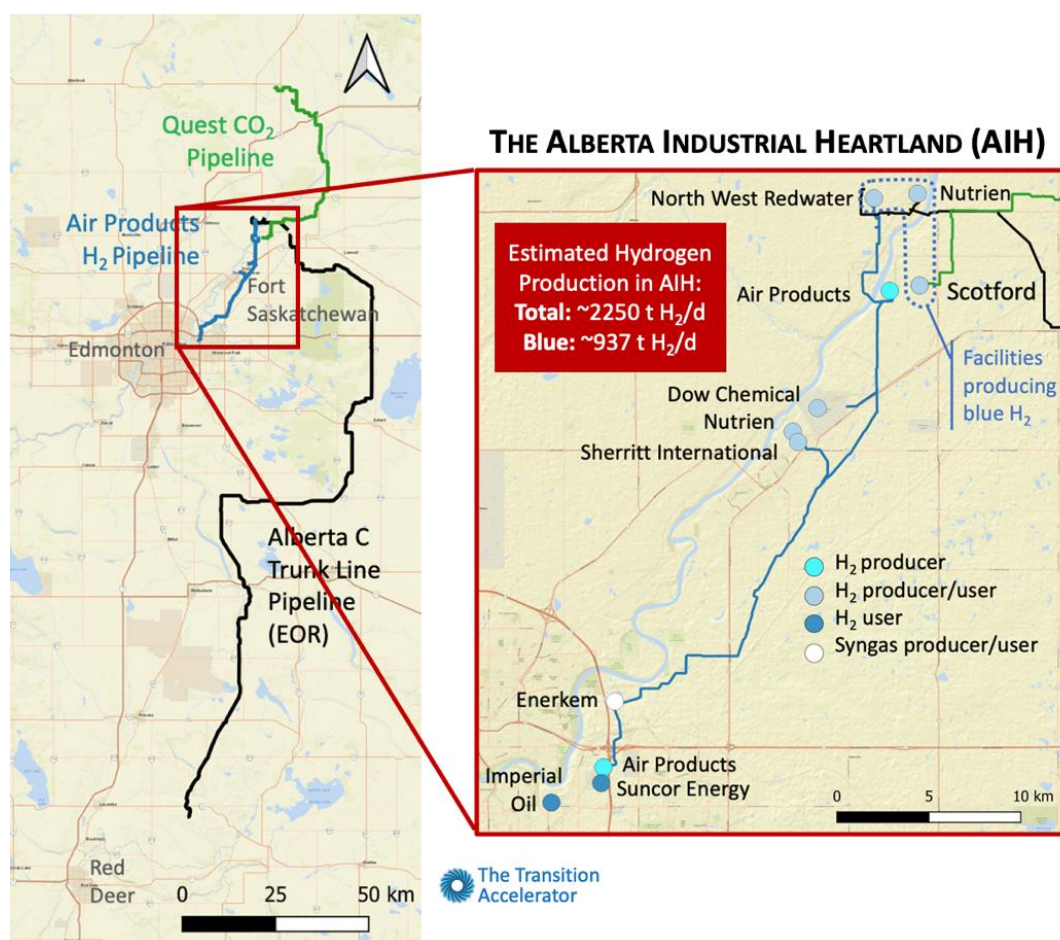 Quest CO₂
Pipeline
Air Products
H₂ Pipeline
Fort
Saskatchewan
Edmonton
Alberta C
Trunk Line
Pipeline
(EOR)
Red
Deer
0 25 50 km
THE ALBERTA INDUSTRIAL HEARTLAND (AIH)
North West Redwater
Nutrien
Estimated Hydrogen
Production in AIH:
Total: ~2250 t H₂/d
Blue: ~937 t H₂/d
Air Products
Scotford
Facilities
producing
blue H₂
Dow Chemical
Nutrien
Sherritt International
H₂ producer
H₂ producer/user
H₂ user
Syngas producer/user
Enerkem
Air Products
Suncor Energy
Imperial
Oil
0 5 10 km
The Transition
Accelerator